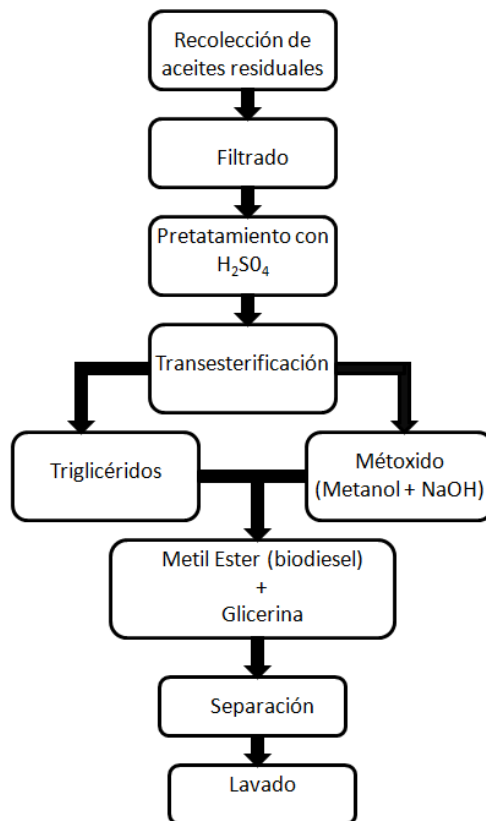 Recolección de
aceites residuales
Filtrado
Pretatamiento con
H₂S0₄
Transesterificación
Triglicéridos
Métoxido
(Metanol + NaOH)
Metil Ester (biodiesel)
+
Glicerina
Separación
Lavado